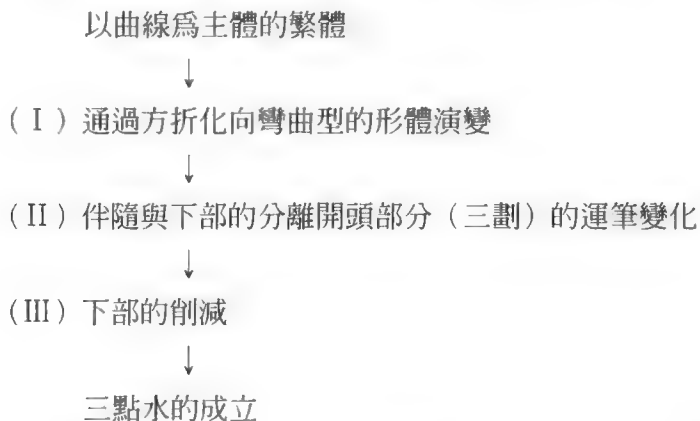 以曲線爲主體的繁體
↓
（Ⅰ）通過方折化向彎曲型的形體演變
↓
（Ⅱ）伴隨與下部的分離開頭部分（三劃）的運筆變化
↓
（Ⅲ）下部的削減
↓
三點水的成立